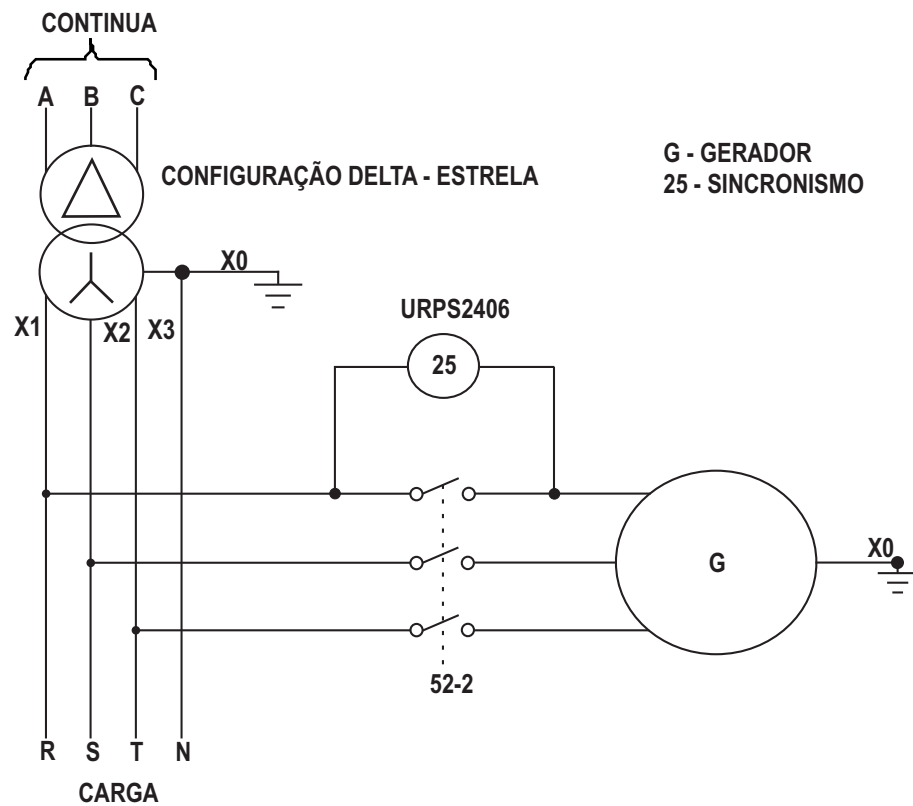 CONTINUA
A B C
CONFIGURAÇÃO DELTA - ESTRELA
G - GERADOR
25 - SINCRONISMO
X0
X1 X2 X3
URPS2406
25
G
X0
52-2
R S T N
CARGA